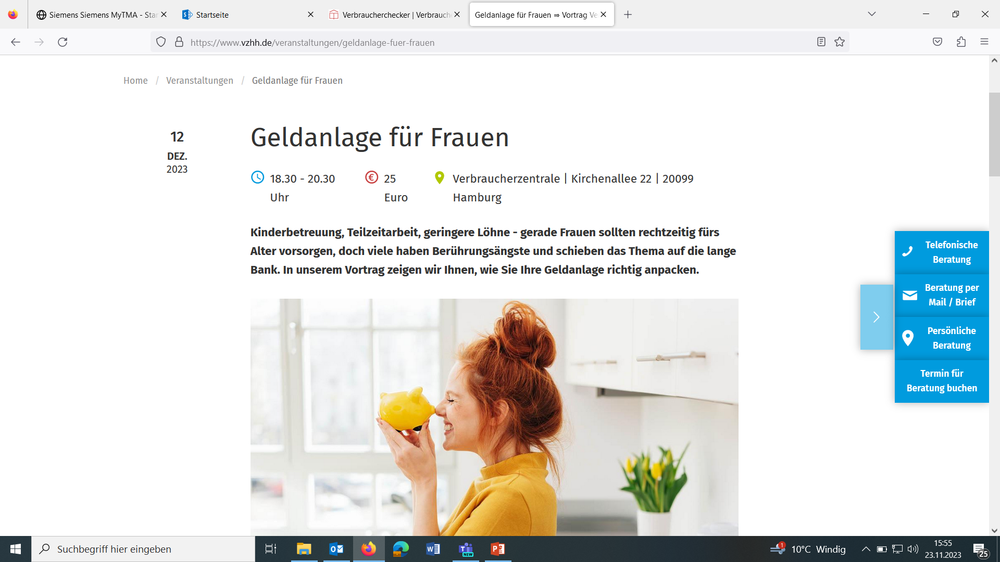 Siemens Siemens MyTMA - Star
Startseite
Verbraucherchecker | Verbrauche
Geldanlage für Frauen ⇒ Vortrag Ve
https://www.vzhh.de/veranstaltungen/geldanlage-fuer-frauen
Home / Veranstaltungen / Geldanlage für Frauen
12
DEZ.
2023
Geldanlage für Frauen
18.30 - 20.30
Uhr
25
Euro
Verbraucherzentrale | Kirchenallee 22 | 20099
Hamburg
Kinderbetreuung, Teilzeitarbeit, geringere Löhne - gerade Frauen sollten rechtzeitig fürs
Alter vorsorgen, doch viele haben Berührungsängste und schieben das Thema auf die lange
Bank. In unserem Vortrag zeigen wir Ihnen, wie Sie Ihre Geldanlage richtig anpacken.
Telefonische
Beratung
Beratung per
Mail / Brief
Persönliche
Beratung
Termin für
Beratung buchen
Suchbegriff hier eingeben
NEW
1
10°C Windig
15:55
23.11.2023
25